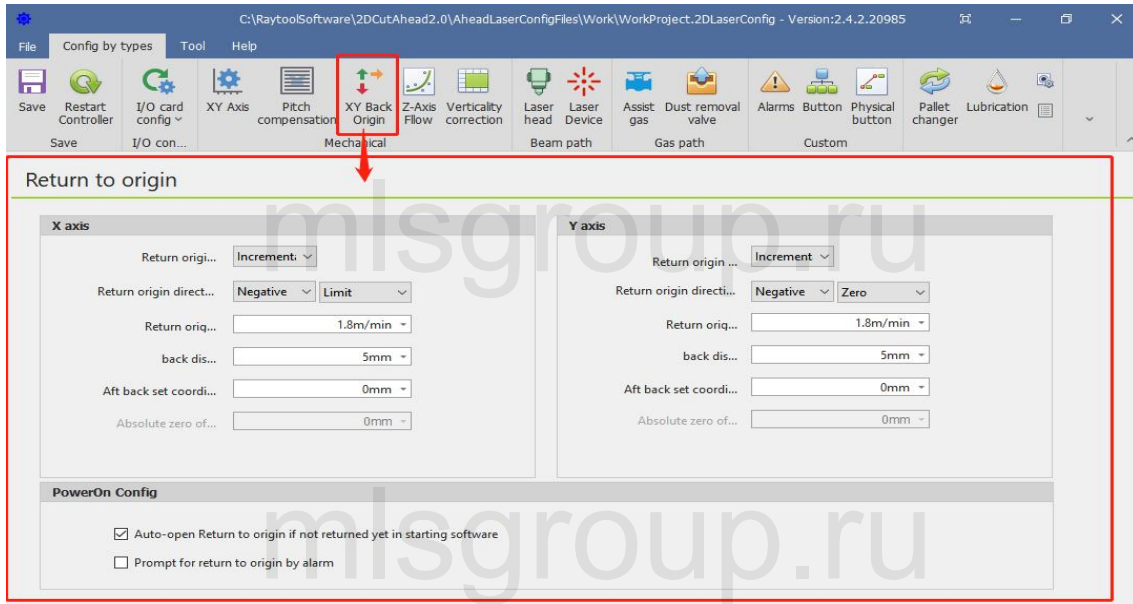 C:\RaytoolSoftware\2DCutAhead2.0\AheadLaserConfigFiles\Work\WorkProject.2DLaserConfig - Version:2.4.2.20985
File Config by types Tool Help
Save Restart Controller I/O card config XY Axis Pitch compensation XY Back Origin Z-Axis Fllow Verticality correction Laser head Laser Device Assist gas Dust removal valve Alarms Button Physical button Pallet changer Lubrication
Save I/O con... Mechanical Beam path Gas path Custom
Return to origin
mlsgroup.ru
X axis Y axis
Return origi... Increment: Return origin ... Increment
Return origin direct... Negative Limit Return origin directi... Negative Zero
Return orig... 1.8m/min Return orig... 1.8m/min
back dis... 5mm back dis... 5mm
Aft back set coordi... 0mm Aft back set coordi... 0mm
Absolute zero of... 0mm Absolute zero of... 0mm
PowerOn Config
Auto-open Return to origin if not returned yet in starting software
Prompt for return to origin by alarm
mlsgroup.ru